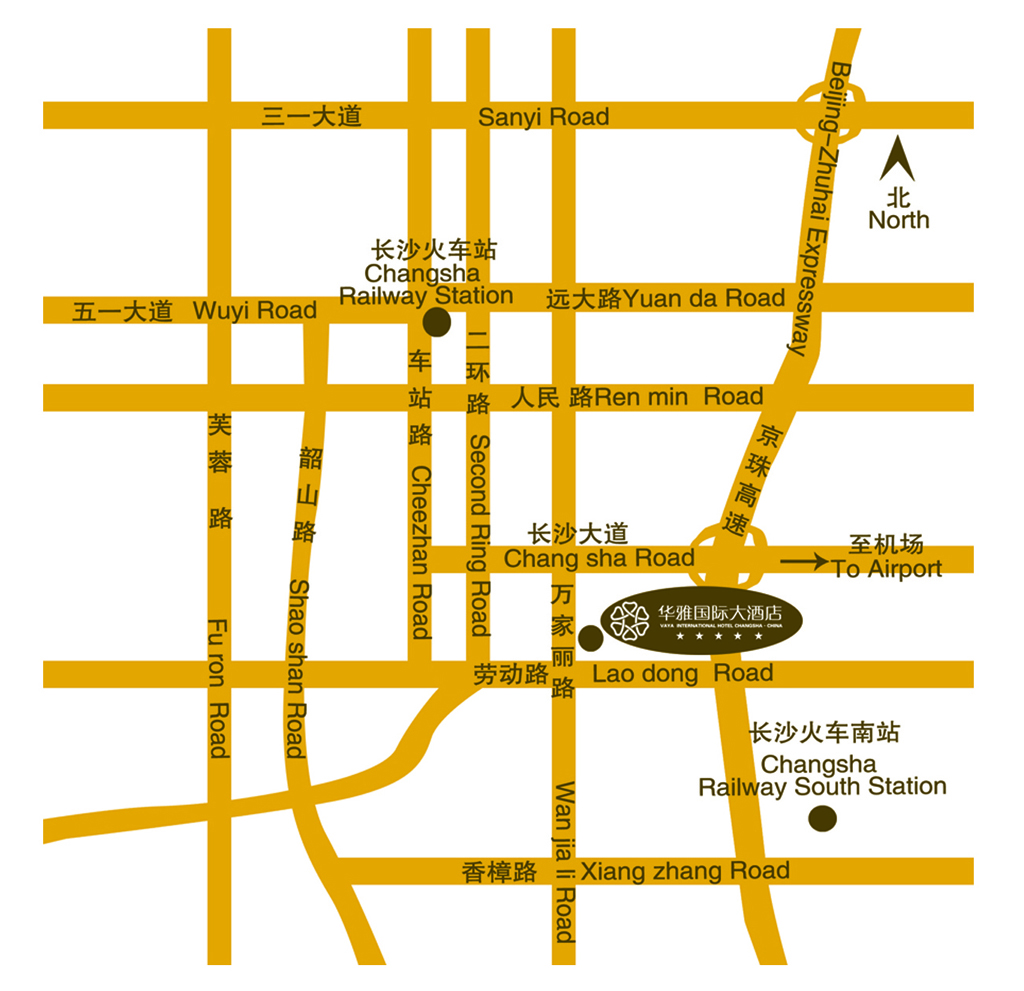 三一大道 Sanyi Road
Beijing-Zhuhai Expressway
北
North
长沙火车站
Changsha
Railway Station
五一大道 Wuyi Road
远大路Yuan da Road
人民 路Ren min Road
芙蓉路 Fu ron Road
韶山路 Shao shan Road
车站路 Cheezhan Road
二环路 Second Ring Road
京珠高速
长沙大道
Chang sha Road
至机场
To Airport
万家丽路 Wan jia li Road
华雅国际大酒店
VAYA INTERNATIONAL HOTEL CHANGSHA · CHINA
劳动路 Lao dong Road
长沙火车南站
Changsha
Railway South Station
香樟路 Xiang zhang Road